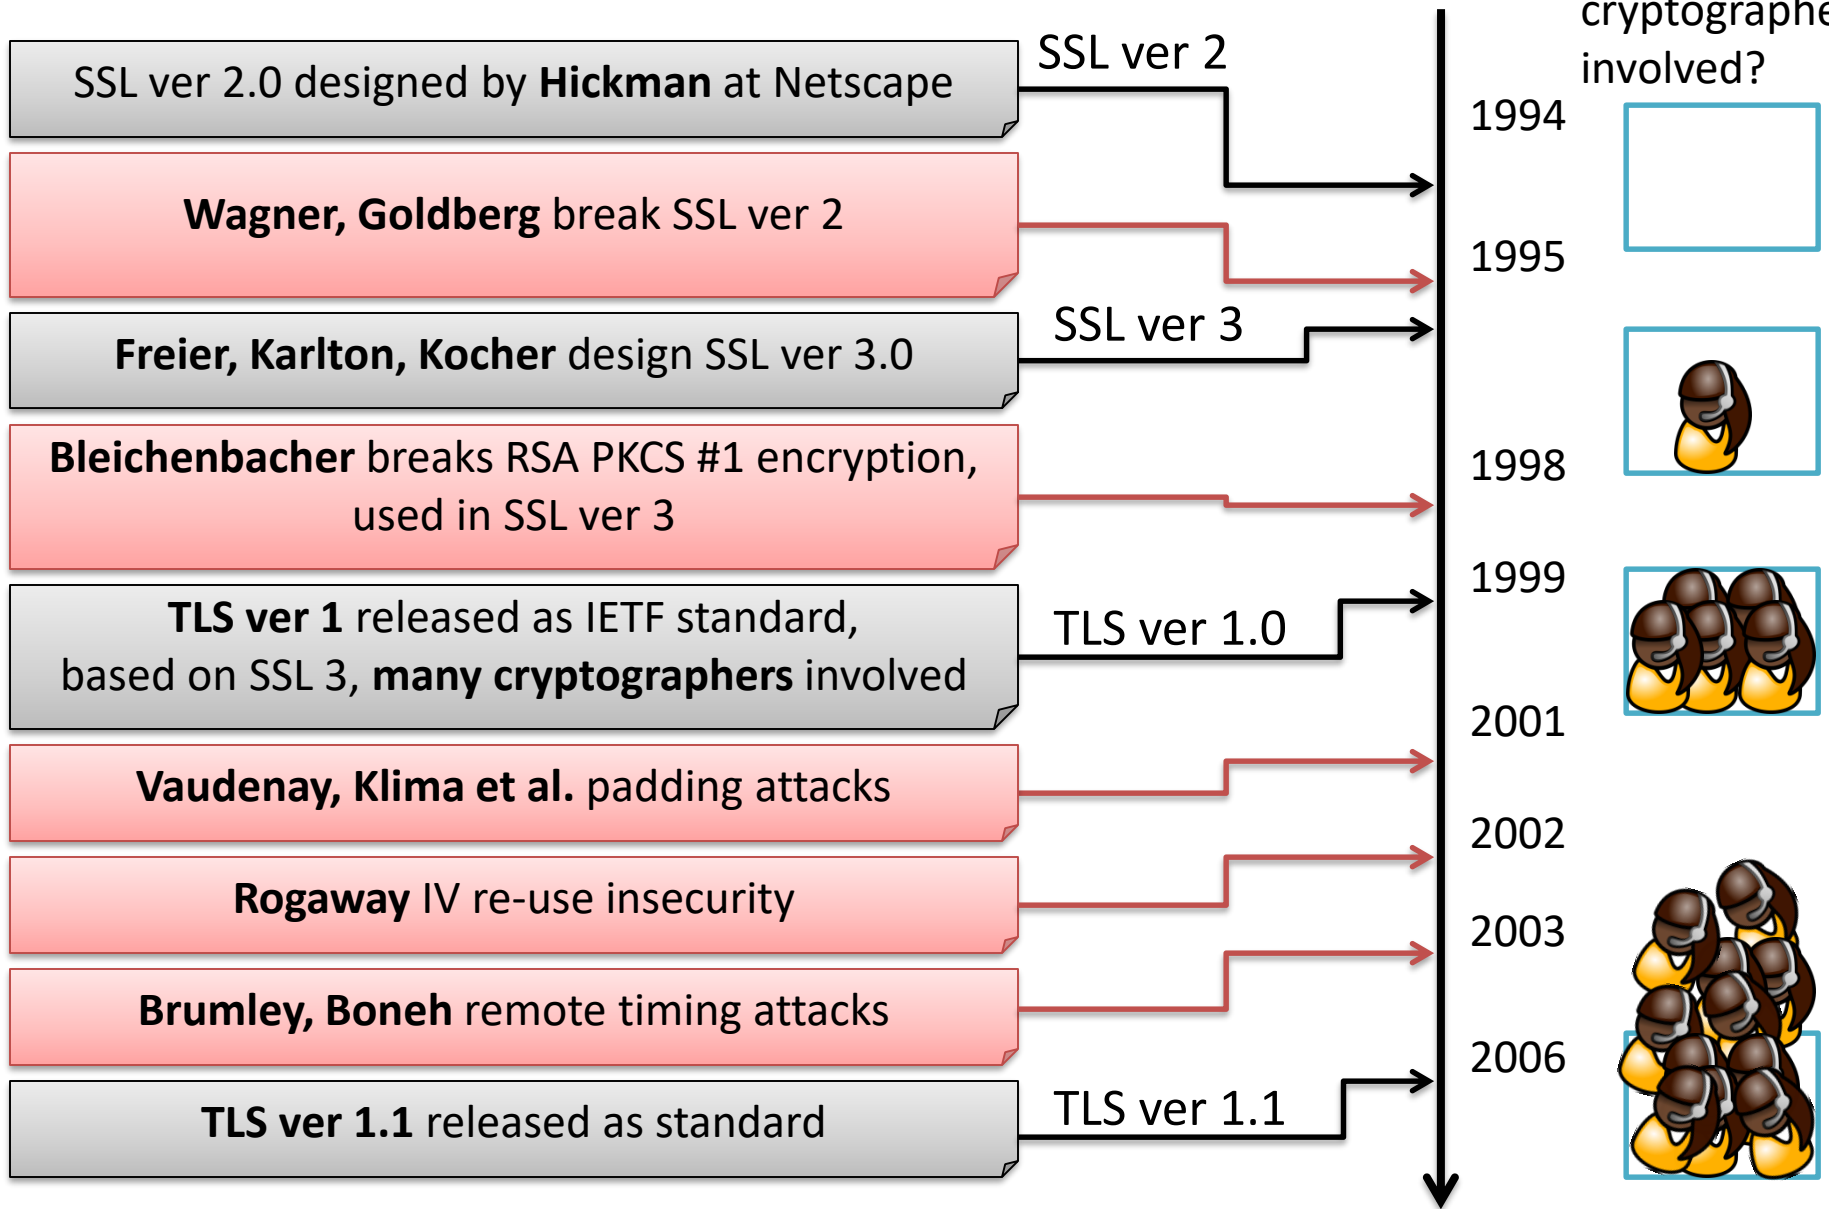 cryptographe
involved?
SSL ver 2.0 designed by Hickman at Netscape
SSL ver 2
1994
Wagner, Goldberg break SSL ver 2
1995
Freier, Karlton, Kocher design SSL ver 3.0
SSL ver 3
Bleichenbacher breaks RSA PKCS #1 encryption,
used in SSL ver 3
1998
1999
TLS ver 1 released as IETF standard,
based on SSL 3, many cryptographers involved
TLS ver 1.0
2001
Vaudenay, Klima et al. padding attacks
2002
Rogaway IV re-use insecurity
2003
Brumley, Boneh remote timing attacks
2006
TLS ver 1.1 released as standard
TLS ver 1.1